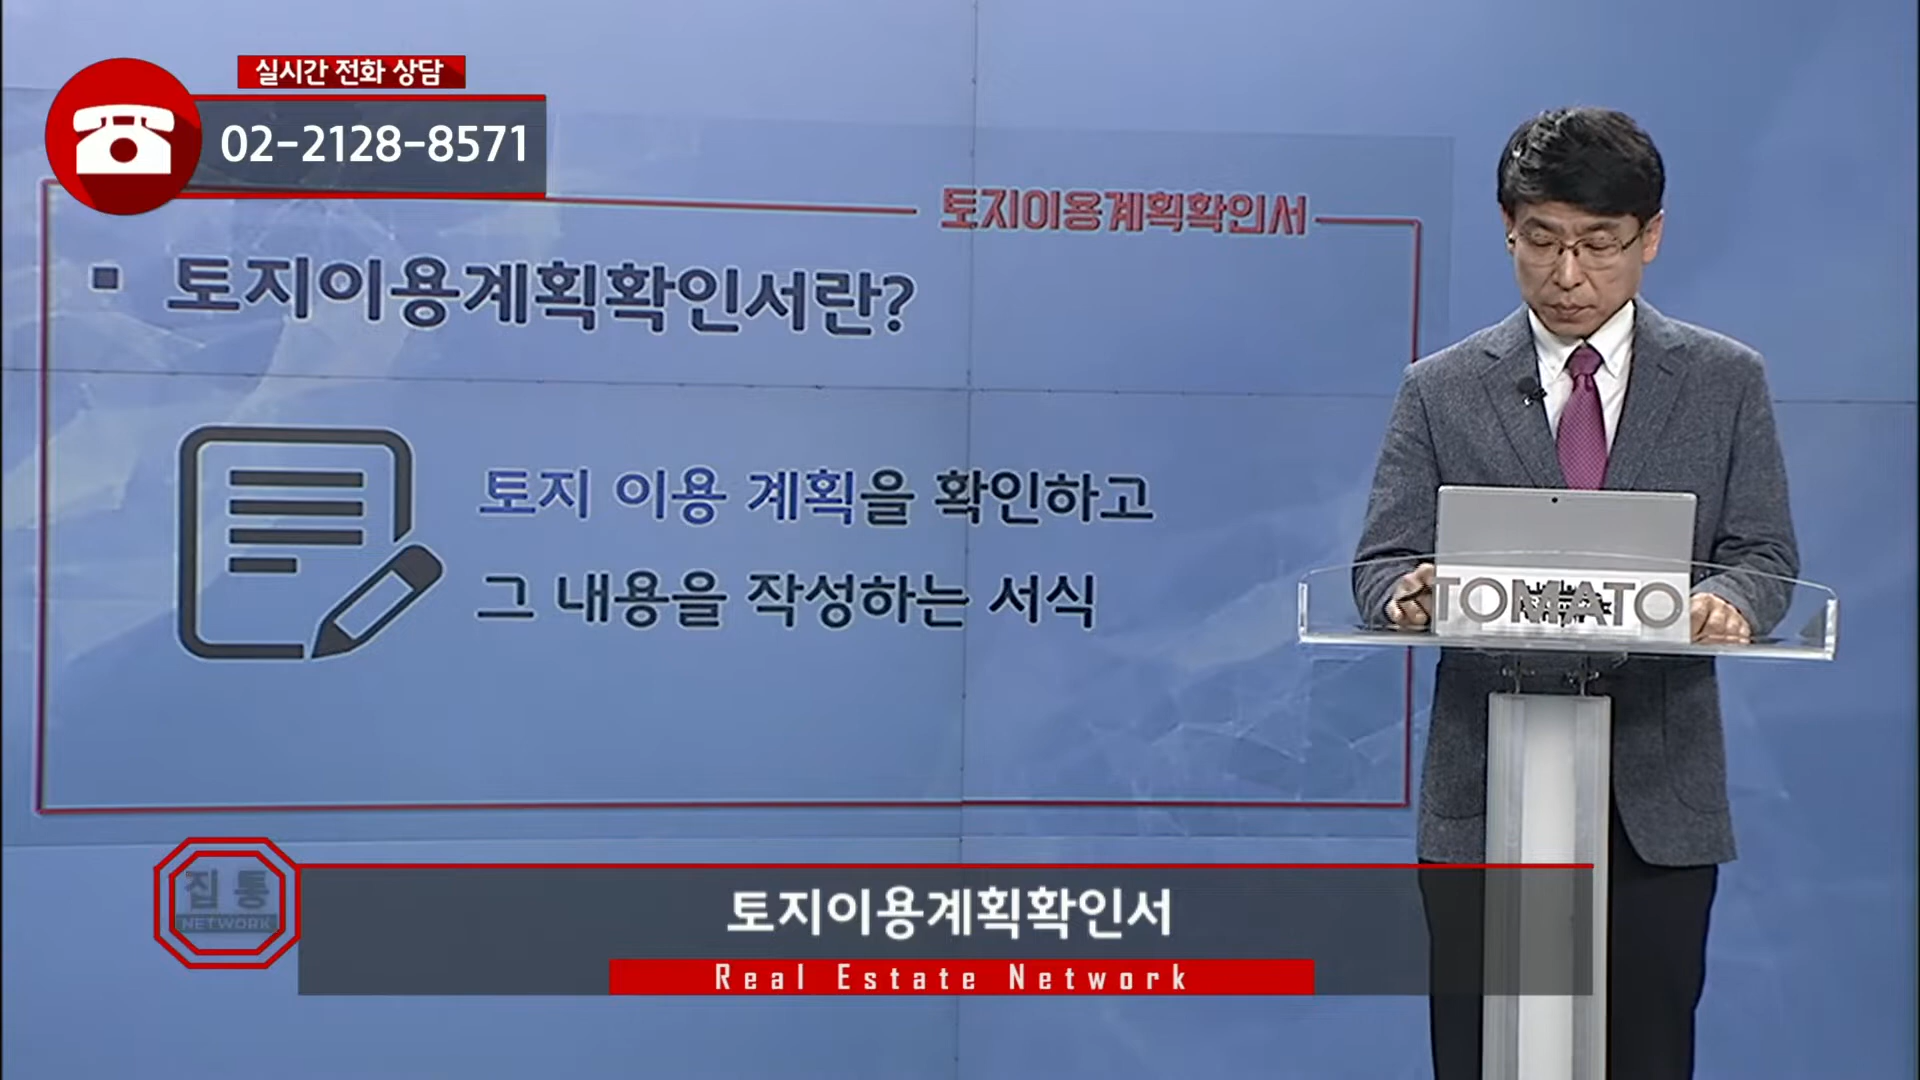 실시간 전화 상담
02-2128-8571
토지이용계획확인서
▪ 토지이용계획확인서란?
토지 이용 계획을 확인하고
그 내용을 작성하는 서식
TOMATO
집통
NETWORK
토지이용계획확인서
Real Estate Network